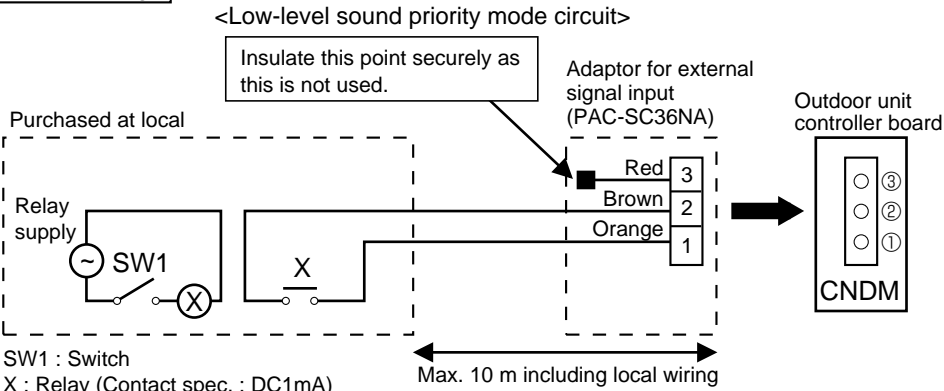 <Low-level sound priority mode circuit>
Insulate this point securely as
this is not used.
Adaptor for external
signal input
(PAC-SC36NA)
Outdoor unit
controller board
Purchased at local
Relay
supply
~
SW1
X
X
Red
Brown
Orange
3
2
1
③
②
①
CNDM
SW1 : Switch
X : Relay (Contact spec. : DC1mA)
Max. 10 m including local wiring